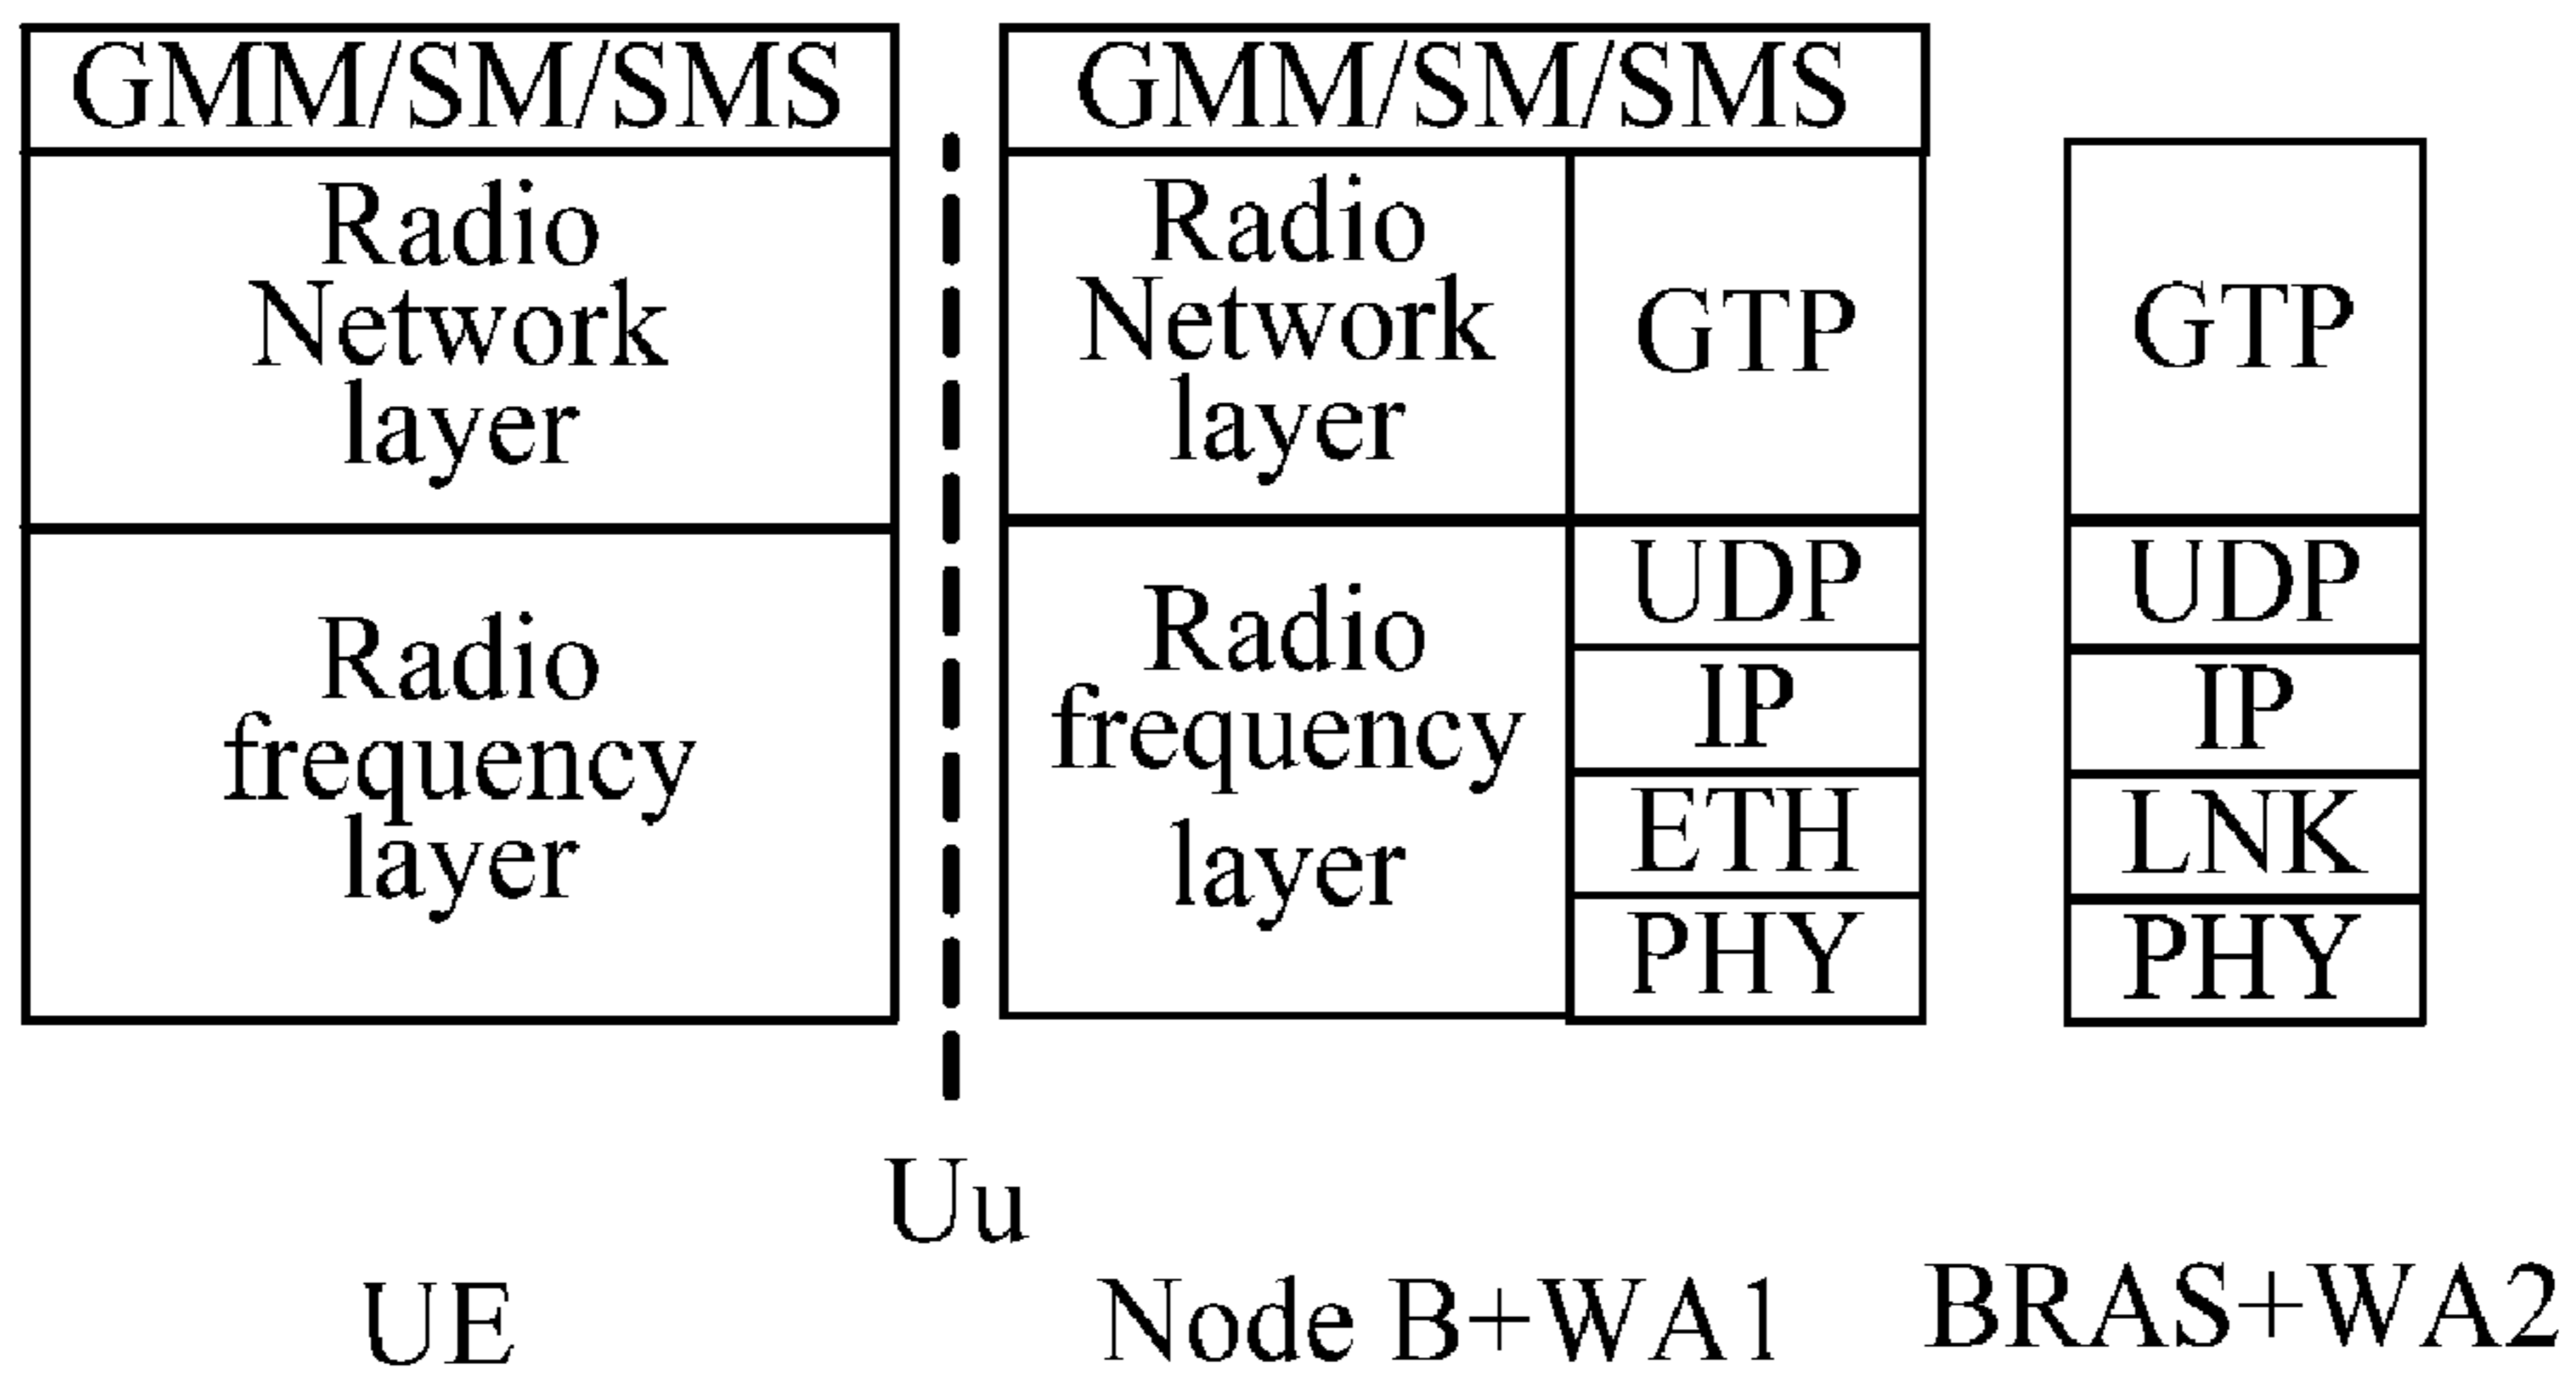 GMM/SM/SMS
Radio
Network
layer
Radio
frequency
layer
UE
Uu
GMM/SM/SMS
Radio
Network
layer
Radio
frequency
layer
GTP
UDP
IP
ETH
PHY
Node B+WA1
GTP
UDP
IP
LNK
PHY
BRAS+WA2